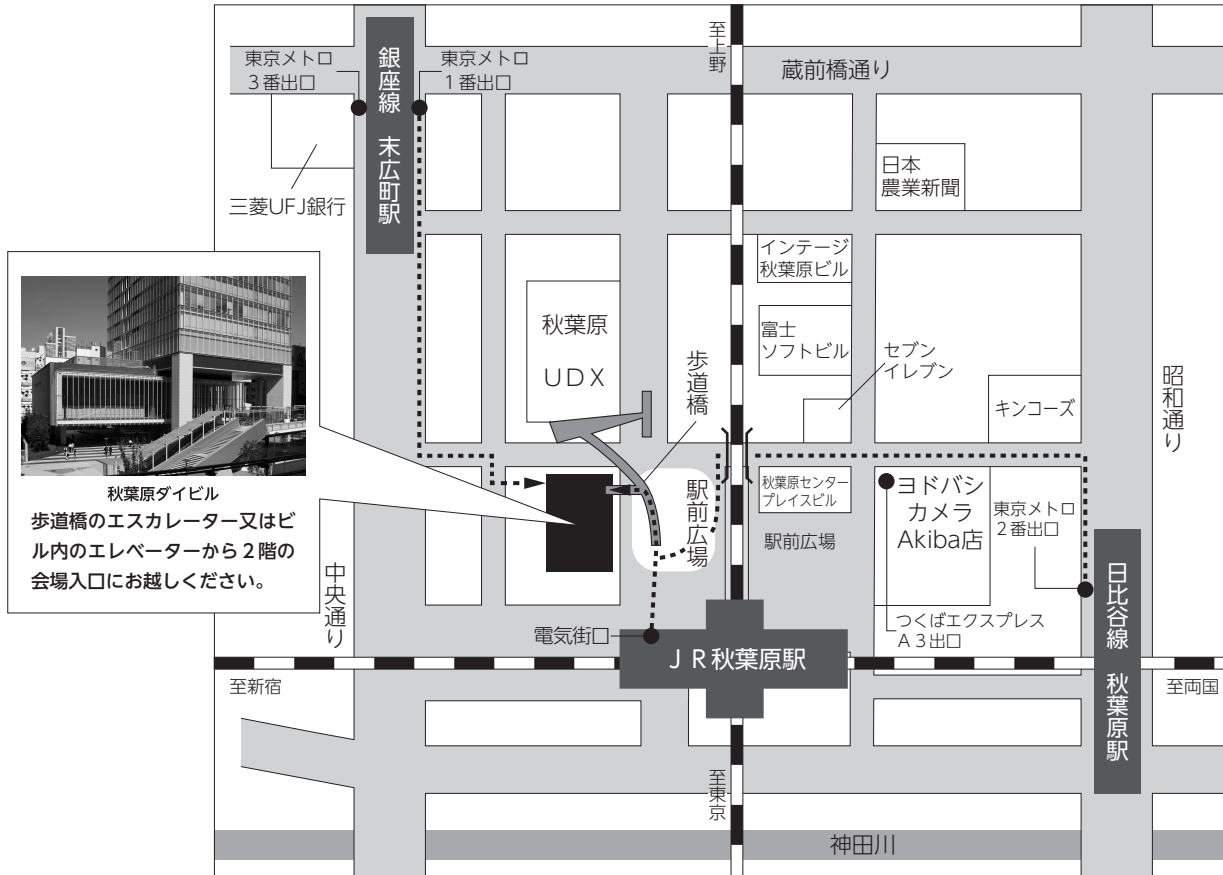 至上野
蔵前橋通り
東京メトロ
3番出口
銀座線 末広町駅
東京メトロ
1番出口
三菱UFJ銀行
日本
農業新聞
インテージ
秋葉原ビル
秋葉原
UDX
富士
ソフトビル
歩道橋
セブン
イレブン
キンコーズ
昭和通り
秋葉原ダイビル
歩道橋のエスカレーター又はビ
ル内のエレベーターから2階の
会場入口にお越しください。
中央通り
駅前広場
秋葉原センター
プレイスビル
駅前広場
ヨドバシ
カメラ
Akiba店
東京メトロ
2番出口
つくばエクスプレス
A3出口
電気街口
JR秋葉原駅
日比谷線 秋葉原駅
至新宿
至両国
至東京
神田川